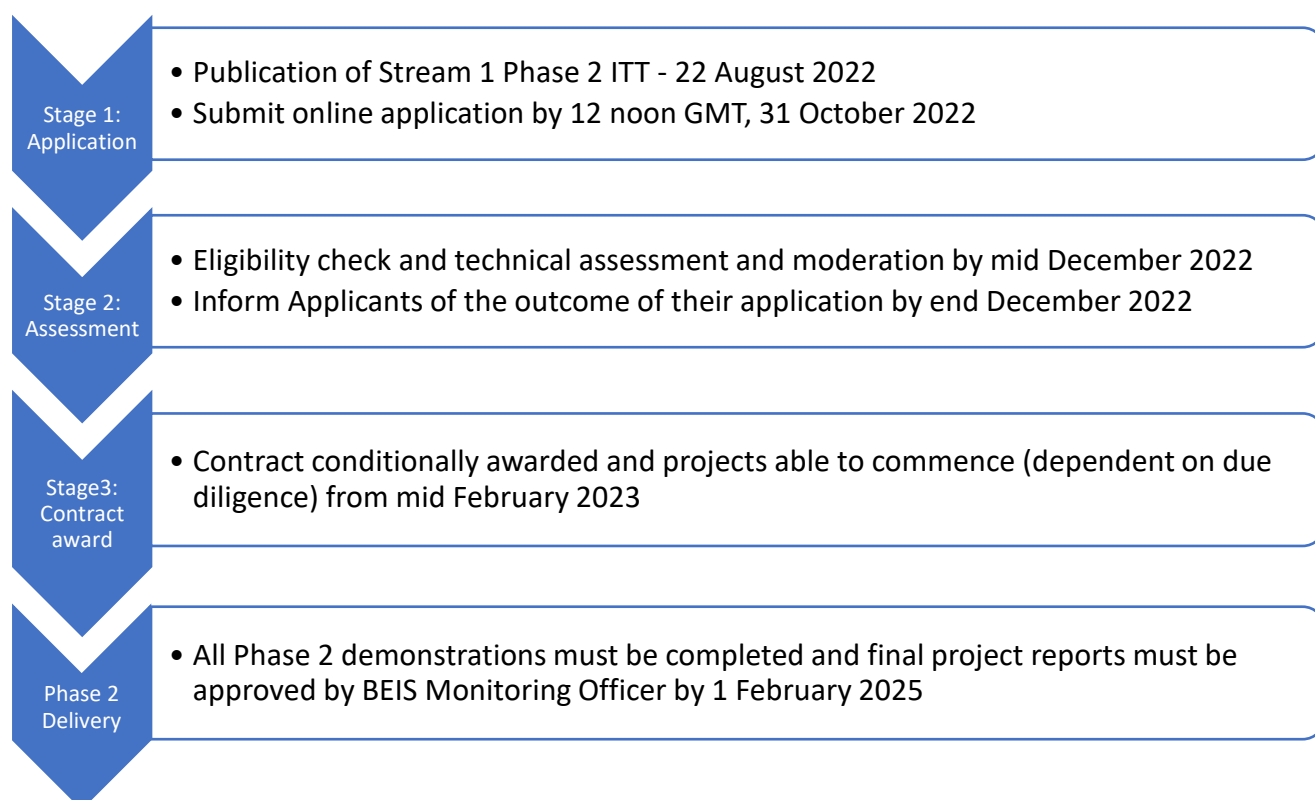 Stage 1:
Application
• Publication of Stream 1 Phase 2 ITT - 22 August 2022
• Submit online application by 12 noon GMT, 31 October 2022
Stage 2:
Assessment
• Eligibility check and technical assessment and moderation by mid December 2022
• Inform Applicants of the outcome of their application by end December 2022
Stage3:
Contract
award
• Contract conditionally awarded and projects able to commence (dependent on due
diligence) from mid February 2023
Phase 2
Delivery
• All Phase 2 demonstrations must be completed and final project reports must be
approved by BEIS Monitoring Officer by 1 February 2025